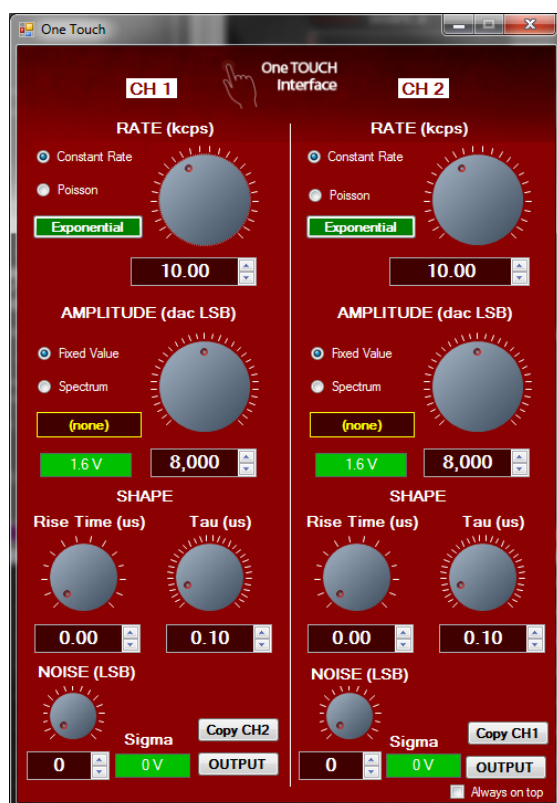 One Touch
One TOUCH
Interface
CH 1
RATE (kcps)
Constant Rate
Poisson
Exponential
10.00
AMPLITUDE (dac LSB)
Fixed Value
Spectrum
(none)
1.6 V
8,000
SHAPE
Rise Time (us)
Tau (us)
0.00
0.10
NOISE (LSB)
Sigma
Copy CH2
0
0 V
OUTPUT
CH 2
RATE (kcps)
Constant Rate
Poisson
Exponential
10.00
AMPLITUDE (dac LSB)
Fixed Value
Spectrum
(none)
1.6 V
8,000
SHAPE
Rise Time (us)
Tau (us)
0.00
0.10
NOISE (LSB)
Sigma
Copy CH1
0
0 V
OUTPUT
Always on top